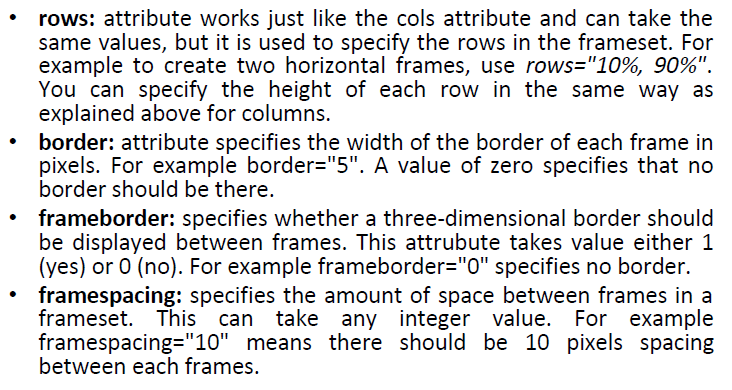 • rows: attribute works just like the cols attribute and can take the
same values, but it is used to specify the rows in the frameset. For
example to create two horizontal frames, use rows="10%, 90%".
You can specify the height of each row in the same way as
explained above for columns.
• border: attribute specifies the width of the border of each frame in
pixels. For example border="5". A value of zero specifies that no
border should be there.
• frameborder: specifies whether a three-dimensional border should
be displayed between frames. This attrubute takes value either 1
(yes) or 0 (no). For example frameborder="0" specifies no border.
• framespacing: specifies the amount of space between frames in a
frameset. This can take any integer value. For example
framespacing="10" means there should be 10 pixels spacing
between each frames.